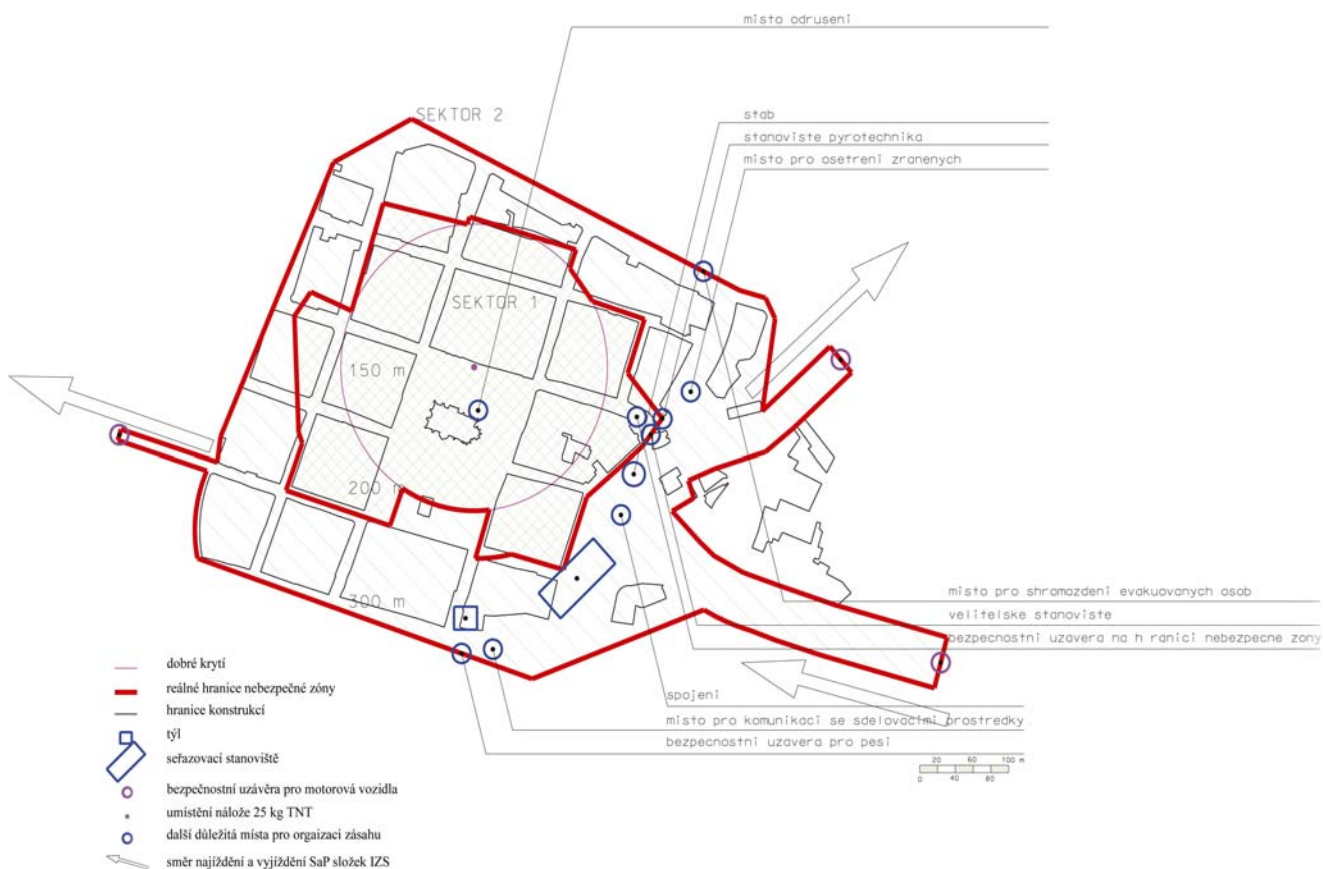 misto odruseni
SEKTOR 2
stab
stanoviste pyrotechnika
misto pro osetreni zranenych
SEKTOR 1
150 m
200 m
300 m
misto pro shromazdeni evakuovanych osob
velitelske stanoviste
bezpecnostni uzavera na h ranici nebezpecne zony
spojeni
misto pro komunikaci se sdelovacimi prostredky
bezpecnostni uzavera pro pesi
20 60 100 m
0 40 80
dobré krytí
reálné hranice nebezpečné zóny
hranice konstrukcí
týl
seřazovací stanoviště
bezpečnostní uzávěra pro motorová vozidla
umístění nálože 25 kg TNT
další důležitá místa pro orgaizaci zásahu
směr najíždění a vyjíždění SaP složek IZS